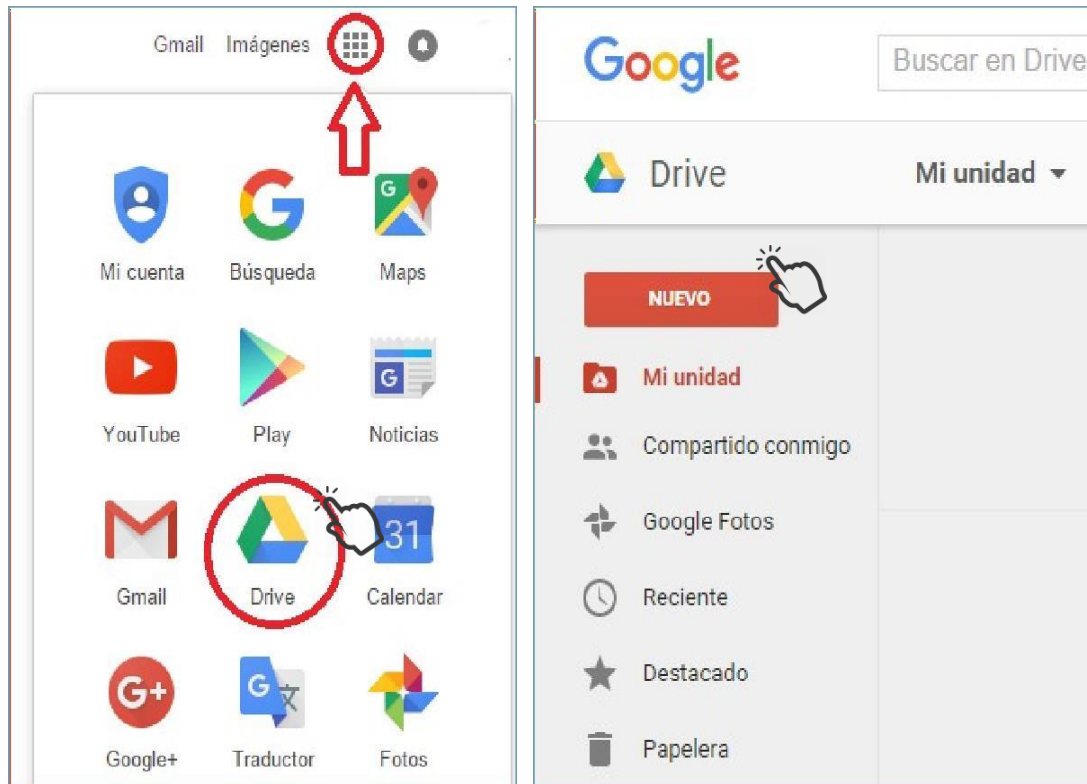 Gmail Imágenes
Mi cuenta Búsqueda Maps
YouTube Play Noticias
31
Gmail Drive Calendar
G+
Google+ Traductor Fotos
Google Buscar en Drive
Drive Mi unidad
NUEVO
Mi unidad
Compartido conmigo
Google Fotos
Reciente
Destacado
Papelera